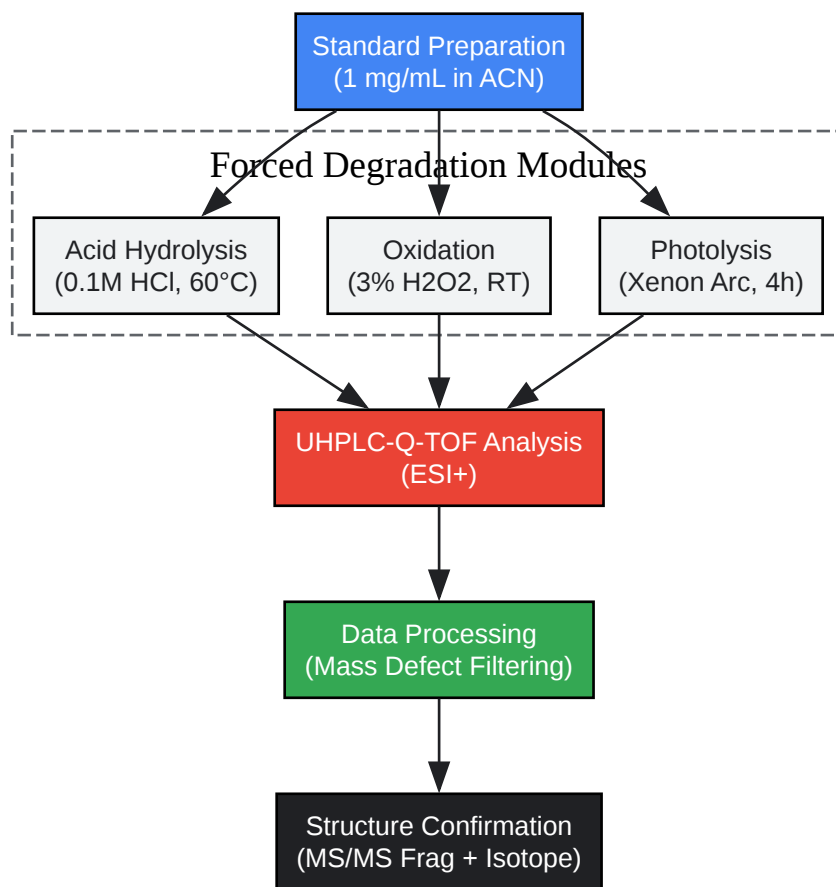 Standard Preparation
(1 mg/mL in ACN)
Forced Degradation Modules
Acid Hydrolysis
(0.1M HCl, 60°C)
Oxidation
(3% H2O2, RT)
Photolysis
(Xenon Arc, 4h)
UHPLC-Q-TOF Analysis
(ESI+)
Data Processing
(Mass Defect Filtering)
Structure Confirmation
(MS/MS Frag + Isotope)